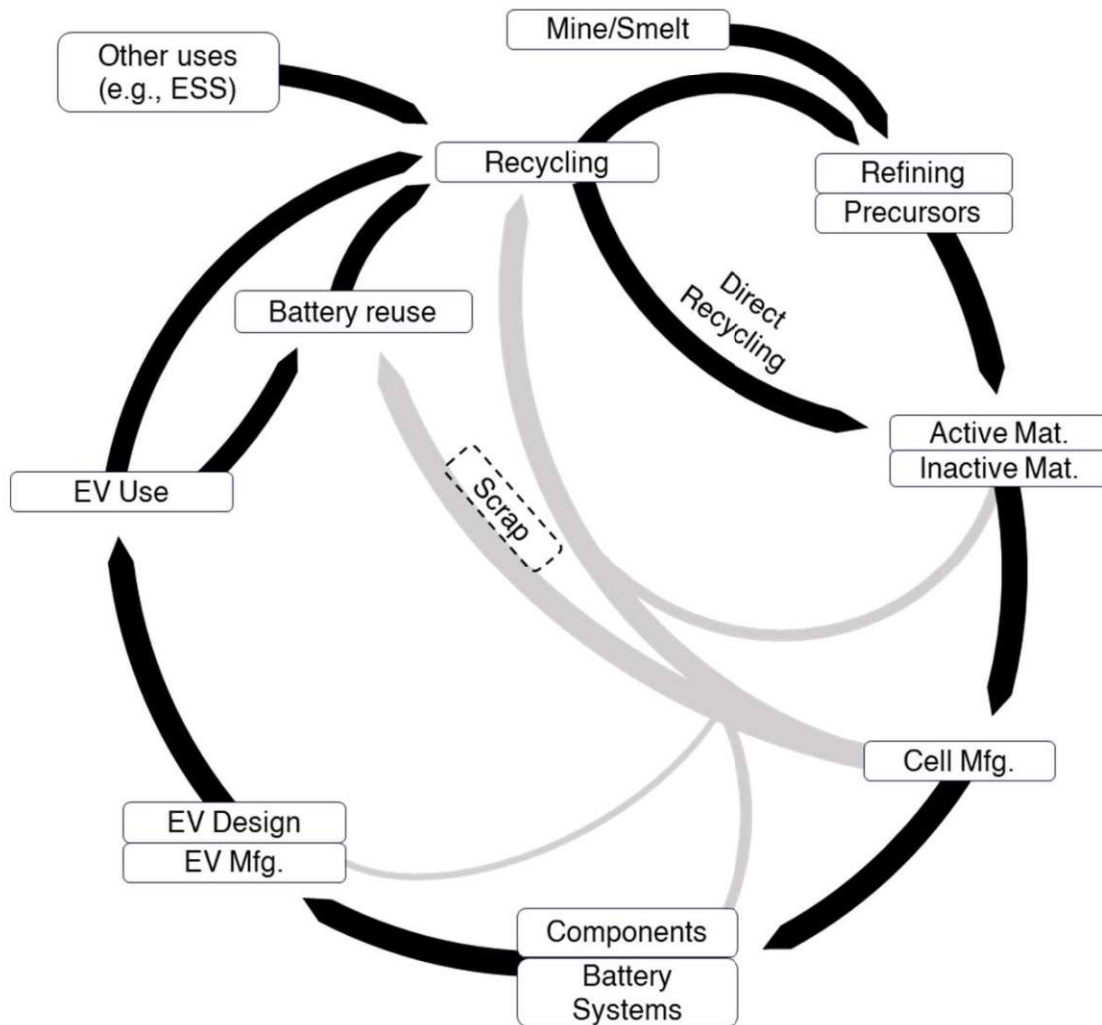 Mine/Smelt
Other uses
(e.g., ESS)
Recycling
Refining
Precursors
Direct
Recycling
Battery reuse
Active Mat.
Inactive Mat.
EV Use
Scrap
Cell Mfg.
EV Design
EV Mfg.
Components
Battery
Systems